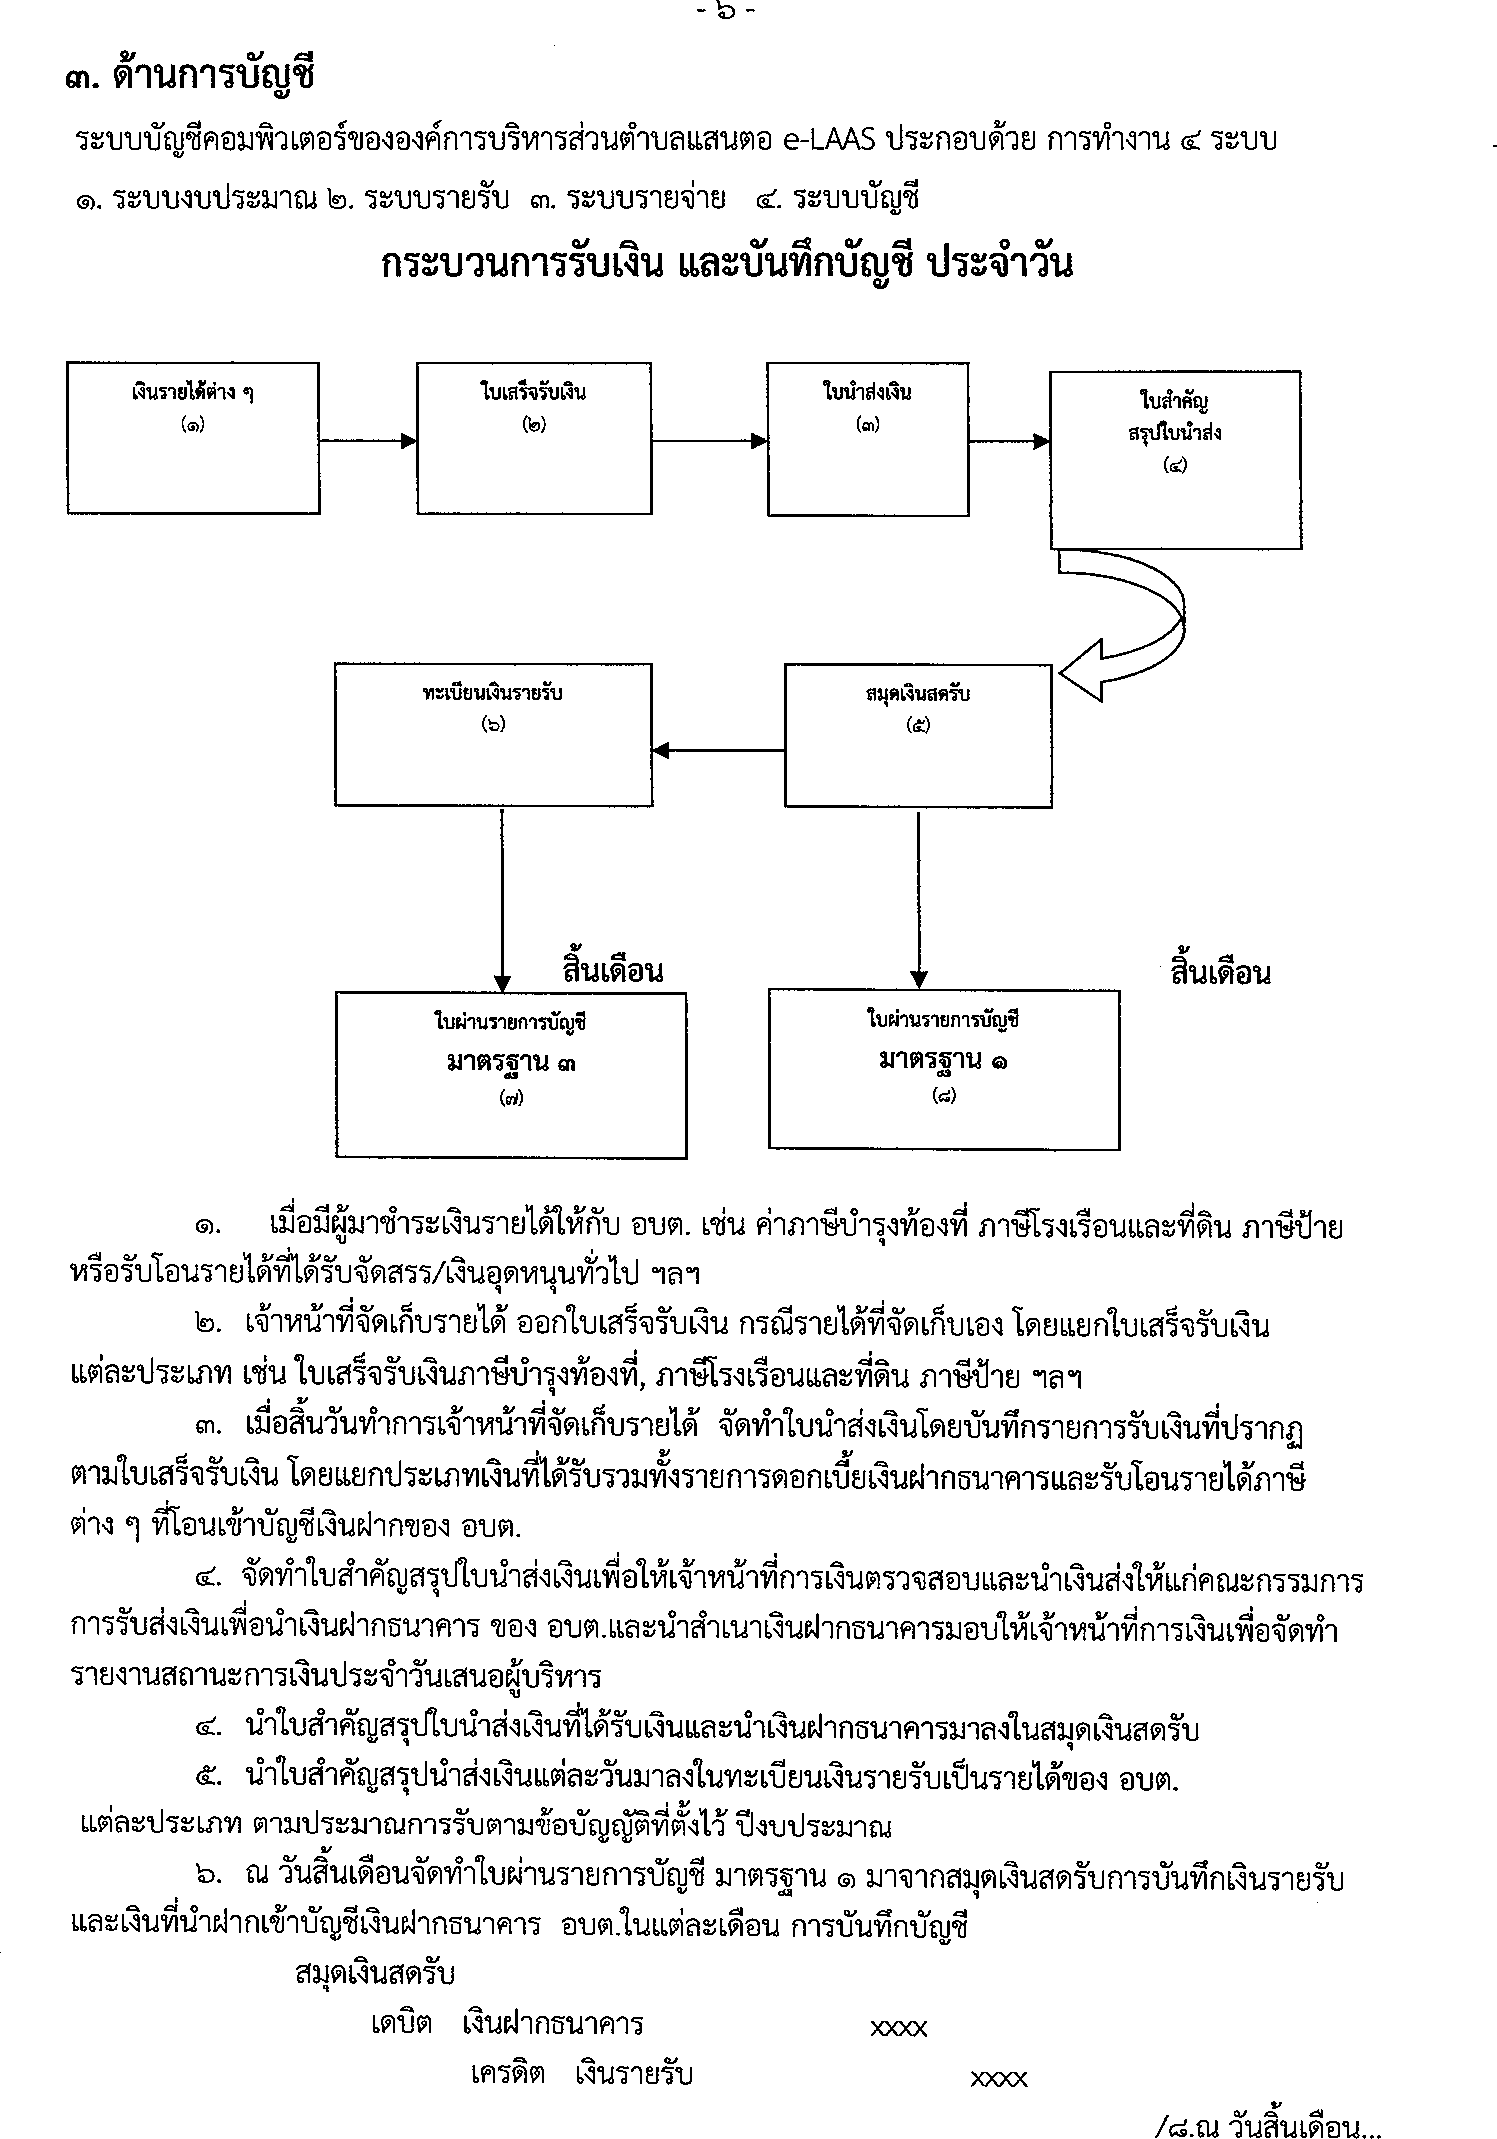 - ๖ -
๓. ด้านการบัญชี
ระบบบัญชีคอมพิวเตอร์ขององค์การบริหารส่วนตำบลแสนตอ e-LAAS ประกอบด้วย การทำงาน ๔ ระบบ
๑. ระบบงบประมาณ ๒. ระบบรายรับ ๓. ระบบรายจ่าย ๔. ระบบบัญชี
กระบวนการรับเงิน และบันทึกบัญชี ประจำวัน
เงินรายได้ต่าง ๆ
(๑)
ใบเสร็จรับเงิน
(๒)
ใบนำส่งเงิน
(๓)
ใบสำคัญ
สรุปใบนำส่ง
(๔)
ทะเบียนเงินรายรับ
(๖)
สมุดเงินสดรับ
(๕)
สิ้นเดือน
สิ้นเดือน
ใบผ่านรายการบัญชี
มาตรฐาน ๓
(๗)
ใบผ่านรายการบัญชี
มาตรฐาน ๑
(๘)
๑. เมื่อมีผู้มาชำระเงินรายได้ให้กับ อบต. เช่น ค่าภาษีบำรุงท้องที่ ภาษีโรงเรือนและที่ดิน ภาษีป้าย
หรือรับโอนรายได้ที่ได้รับจัดสรร/เงินอุดหนุนทั่วไป ฯลฯ
๒. เจ้าหน้าที่จัดเก็บรายได้ ออกใบเสร็จรับเงิน กรณีรายได้ที่จัดเก็บเอง โดยแยกใบเสร็จรับเงิน
แต่ละประเภท เช่น ใบเสร็จรับเงินภาษีบำรุงท้องที่, ภาษีโรงเรือนและที่ดิน ภาษีป้าย ฯลฯ
๓. เมื่อสิ้นวันทำการเจ้าหน้าที่จัดเก็บรายได้ จัดทำใบนำส่งเงินโดยบันทึกรายการรับเงินที่ปรากฏ
ตามใบเสร็จรับเงิน โดยแยกประเภทเงินที่ได้รับรวมทั้งรายการดอกเบี้ยเงินฝากธนาคารและรับโอนรายได้ภาษี
ต่าง ๆ ที่โอนเข้าบัญชีเงินฝากของ อบต.
๔. จัดทำใบสำคัญสรุปใบนำส่งเงินเพื่อให้เจ้าหน้าที่การเงินตรวจสอบและนำเงินส่งให้แก่คณะกรรมการ
การรับส่งเงินเพื่อนำเงินฝากธนาคาร ของ อบต.และนำสำเนาเงินฝากธนาคารมอบให้เจ้าหน้าที่การเงินเพื่อจัดทำ
รายงานสถานะการเงินประจำวันเสนอผู้บริหาร
๔. นำใบสำคัญสรุปใบนำส่งเงินที่ได้รับเงินและนำเงินฝากธนาคารมาลงในสมุดเงินสดรับ
๕. นำใบสำคัญสรุปนำส่งเงินแต่ละวันมาลงในทะเบียนเงินรายรับเป็นรายได้ของ อบต.
แต่ละประเภท ตามประมาณการรับตามข้อบัญญัติที่ตั้งไว้ ปีงบประมาณ
๖. ณ วันสิ้นเดือนจัดทำใบผ่านรายการบัญชี มาตรฐาน ๑ มาจากสมุดเงินสดรับการบันทึกเงินรายรับ
และเงินที่นำฝากเข้าบัญชีเงินฝากธนาคาร อบต.ในแต่ละเดือน การบันทึกบัญชี
สมุดเงินสดรับ
เดบิต เงินฝากธนาคาร xxxx
เครดิต เงินรายรับ xxxx
/๘.ณ วันสิ้นเดือน...